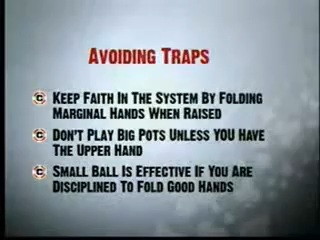 AVOIDING TRAPS
KEEP FAITH IN THE SYSTEM BY FOLDING
MARGINAL HANDS WHEN RAISED
DON'T PLAY BIG POTS UNLESS YOU HAVE
THE UPPER HAND
SMALL BALL IS EFFECTIVE IF YOU ARE
DISCIPLINED TO FOLD GOOD HANDS